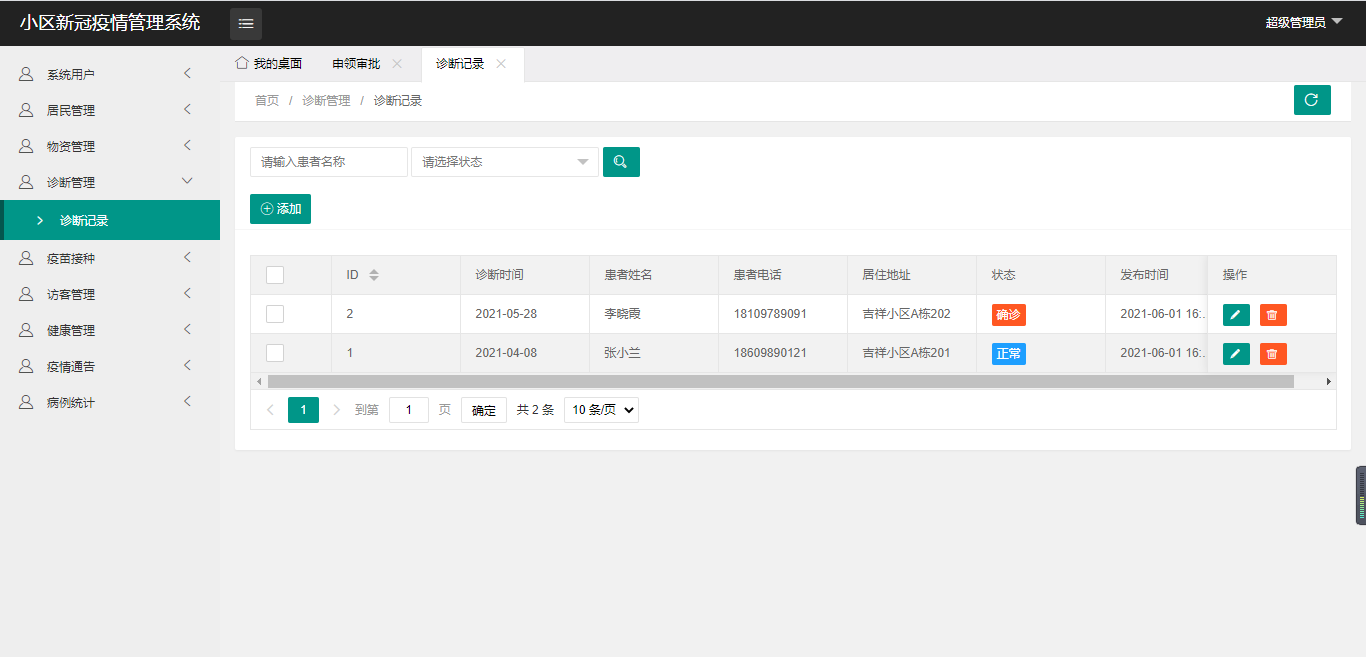 小区新冠疫情管理系统
超级管理员
我的桌面 申领审批 诊断记录
系统用户
居民管理
物资管理
诊断管理
诊断记录
疫苗接种
访客管理
健康管理
疫情通告
病例统计
首页 / 诊断管理 / 诊断记录
请输入患者名称 请选择状态
添加
ID 诊断时间 患者姓名 患者电话 居住地址 状态 发布时间 操作
2 2021-05-28 李晓霞 18109789091 吉祥小区A栋202 确诊 2021-06-01 16:..
1 2021-04-08 张小兰 18609890121 吉祥小区A栋201 正常 2021-06-01 16:..
1 到第 1 页 确定 共 2 条 10 条/页